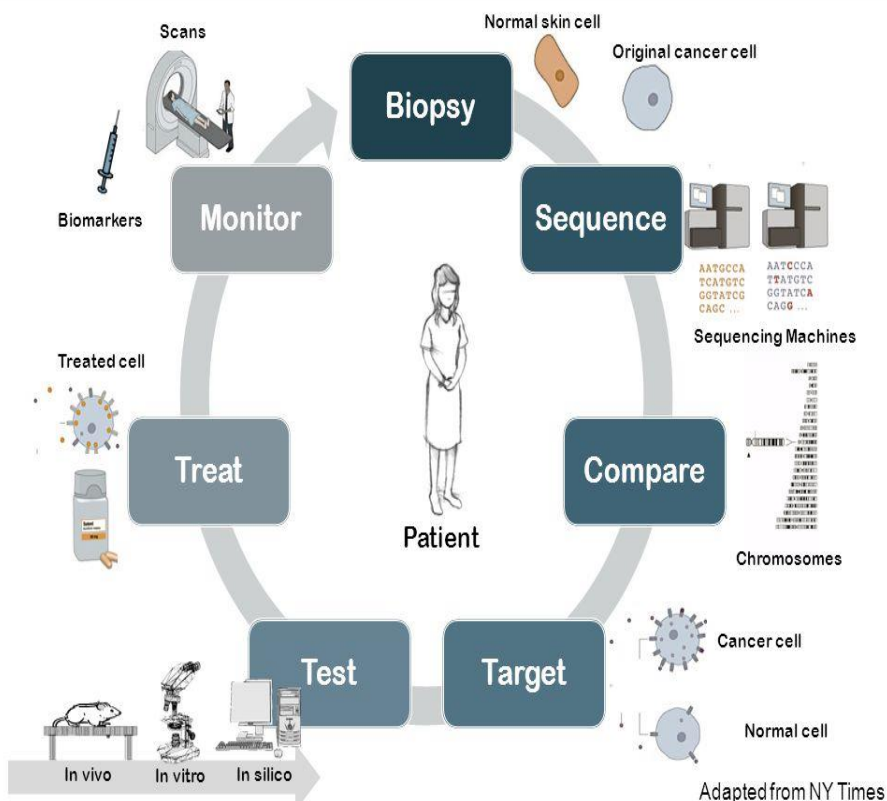 Scans
Normal skin cell
Original cancer cell
Biopsy
Biomarkers
Monitor
Sequence
AATGCCA
TCATGTC
GGTATCG
CAGC ...
AATCCCA
TTATGTC
GGTATCA
CAGG ...
Sequencing Machines
Treated cell
Treat
Compare
Patient
Chromosomes
Test
Target
Cancer cell
Normal cell
In vivo
In vitro
In silico
Adapted from NY Times